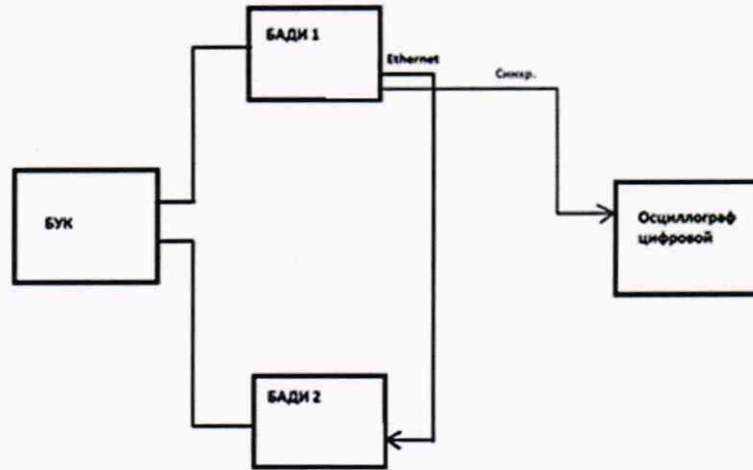 БАДИ 1
Ethernet
Синхр.
БУК
Осциллограф
цифровой
БАДИ 2